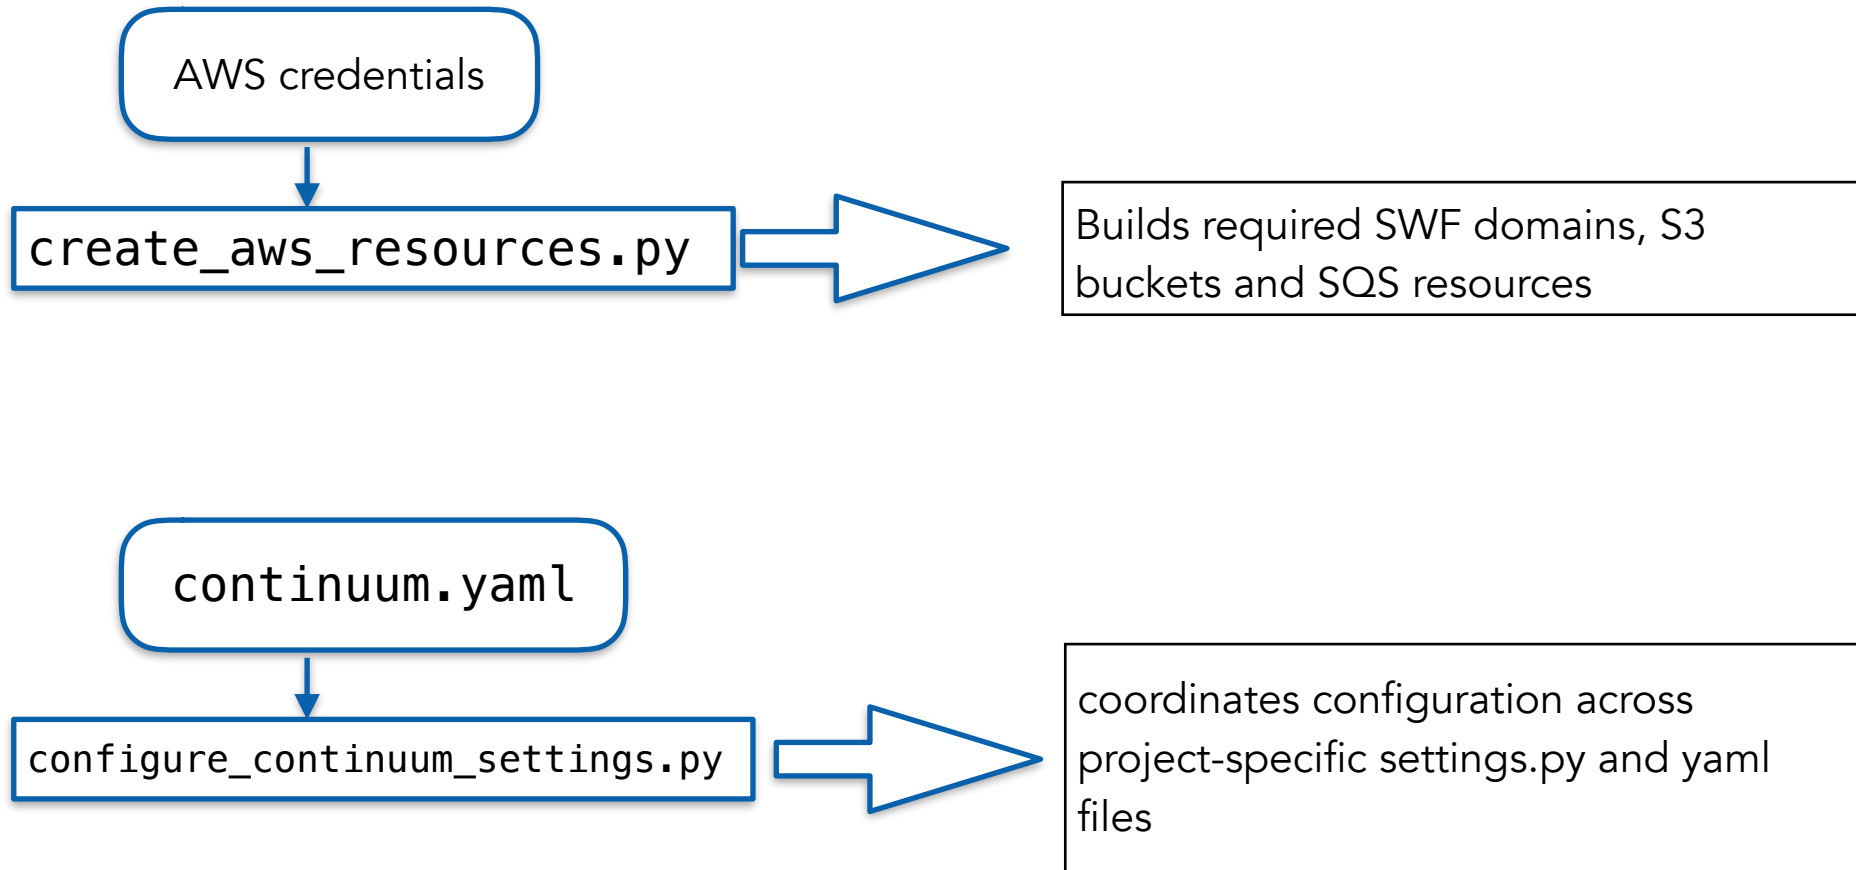 AWS credentials
create_aws_resources.py
Builds required SWF domains, S3
buckets and SQS resources
continuum.yaml
configure_continuum_settings.py
coordinates configuration across
project-specific settings.py and yaml
files